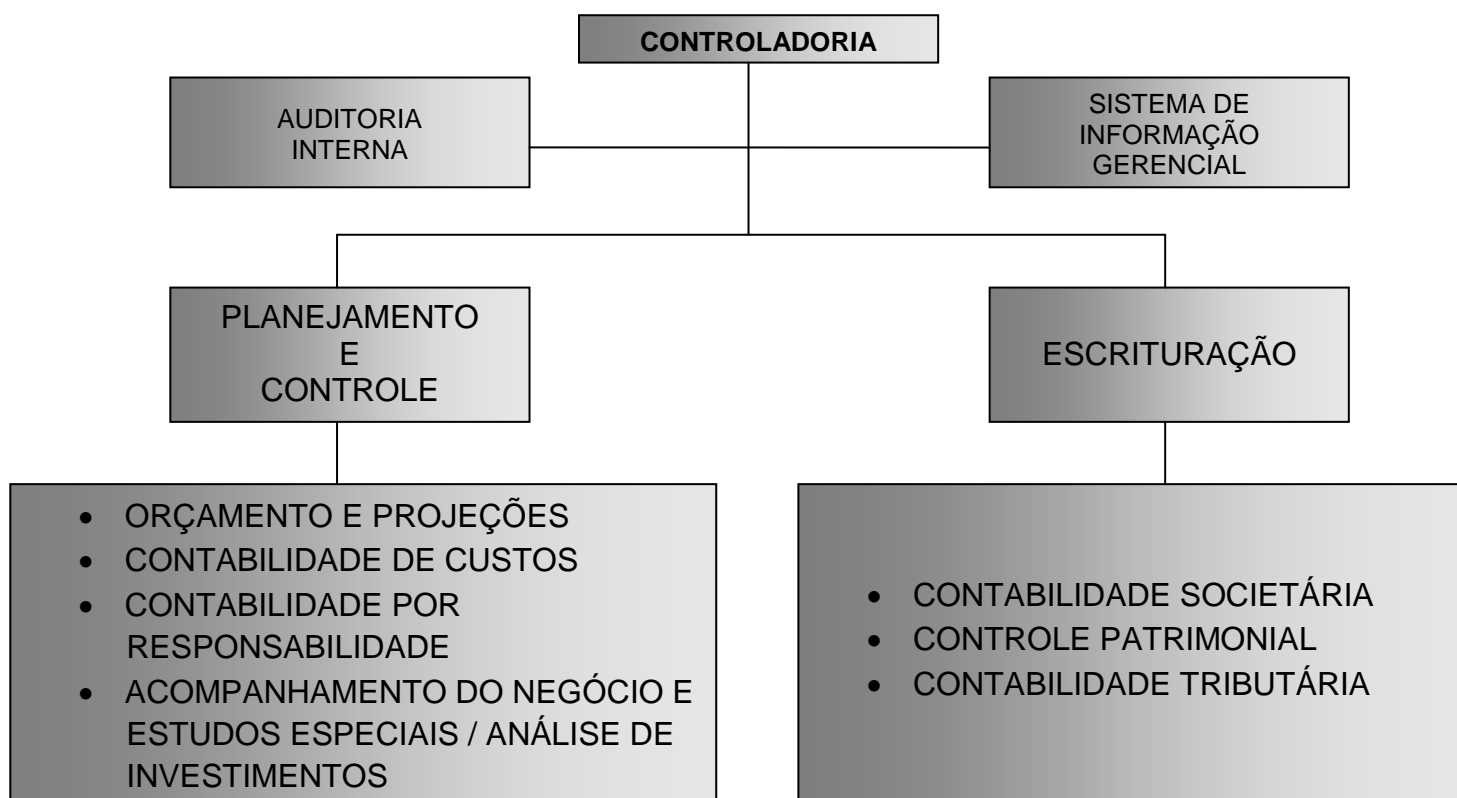 CONTROLADORIA
AUDITORIA
INTERNA
SISTEMA DE
INFORMAÇÃO
GERENCIAL
PLANEJAMENTO
E
CONTROLE
ESCRITURAÇÃO
• ORÇAMENTO E PROJEÇÕES
• CONTABILIDADE DE CUSTOS
• CONTABILIDADE POR
RESPONSABILIDADE
• ACOMPANHAMENTO DO NEGÓCIO E
ESTUDOS ESPECIAIS / ANÁLISE DE
INVESTIMENTOS
• CONTABILIDADE SOCIETÁRIA
• CONTROLE PATRIMONIAL
• CONTABILIDADE TRIBUTÁRIA